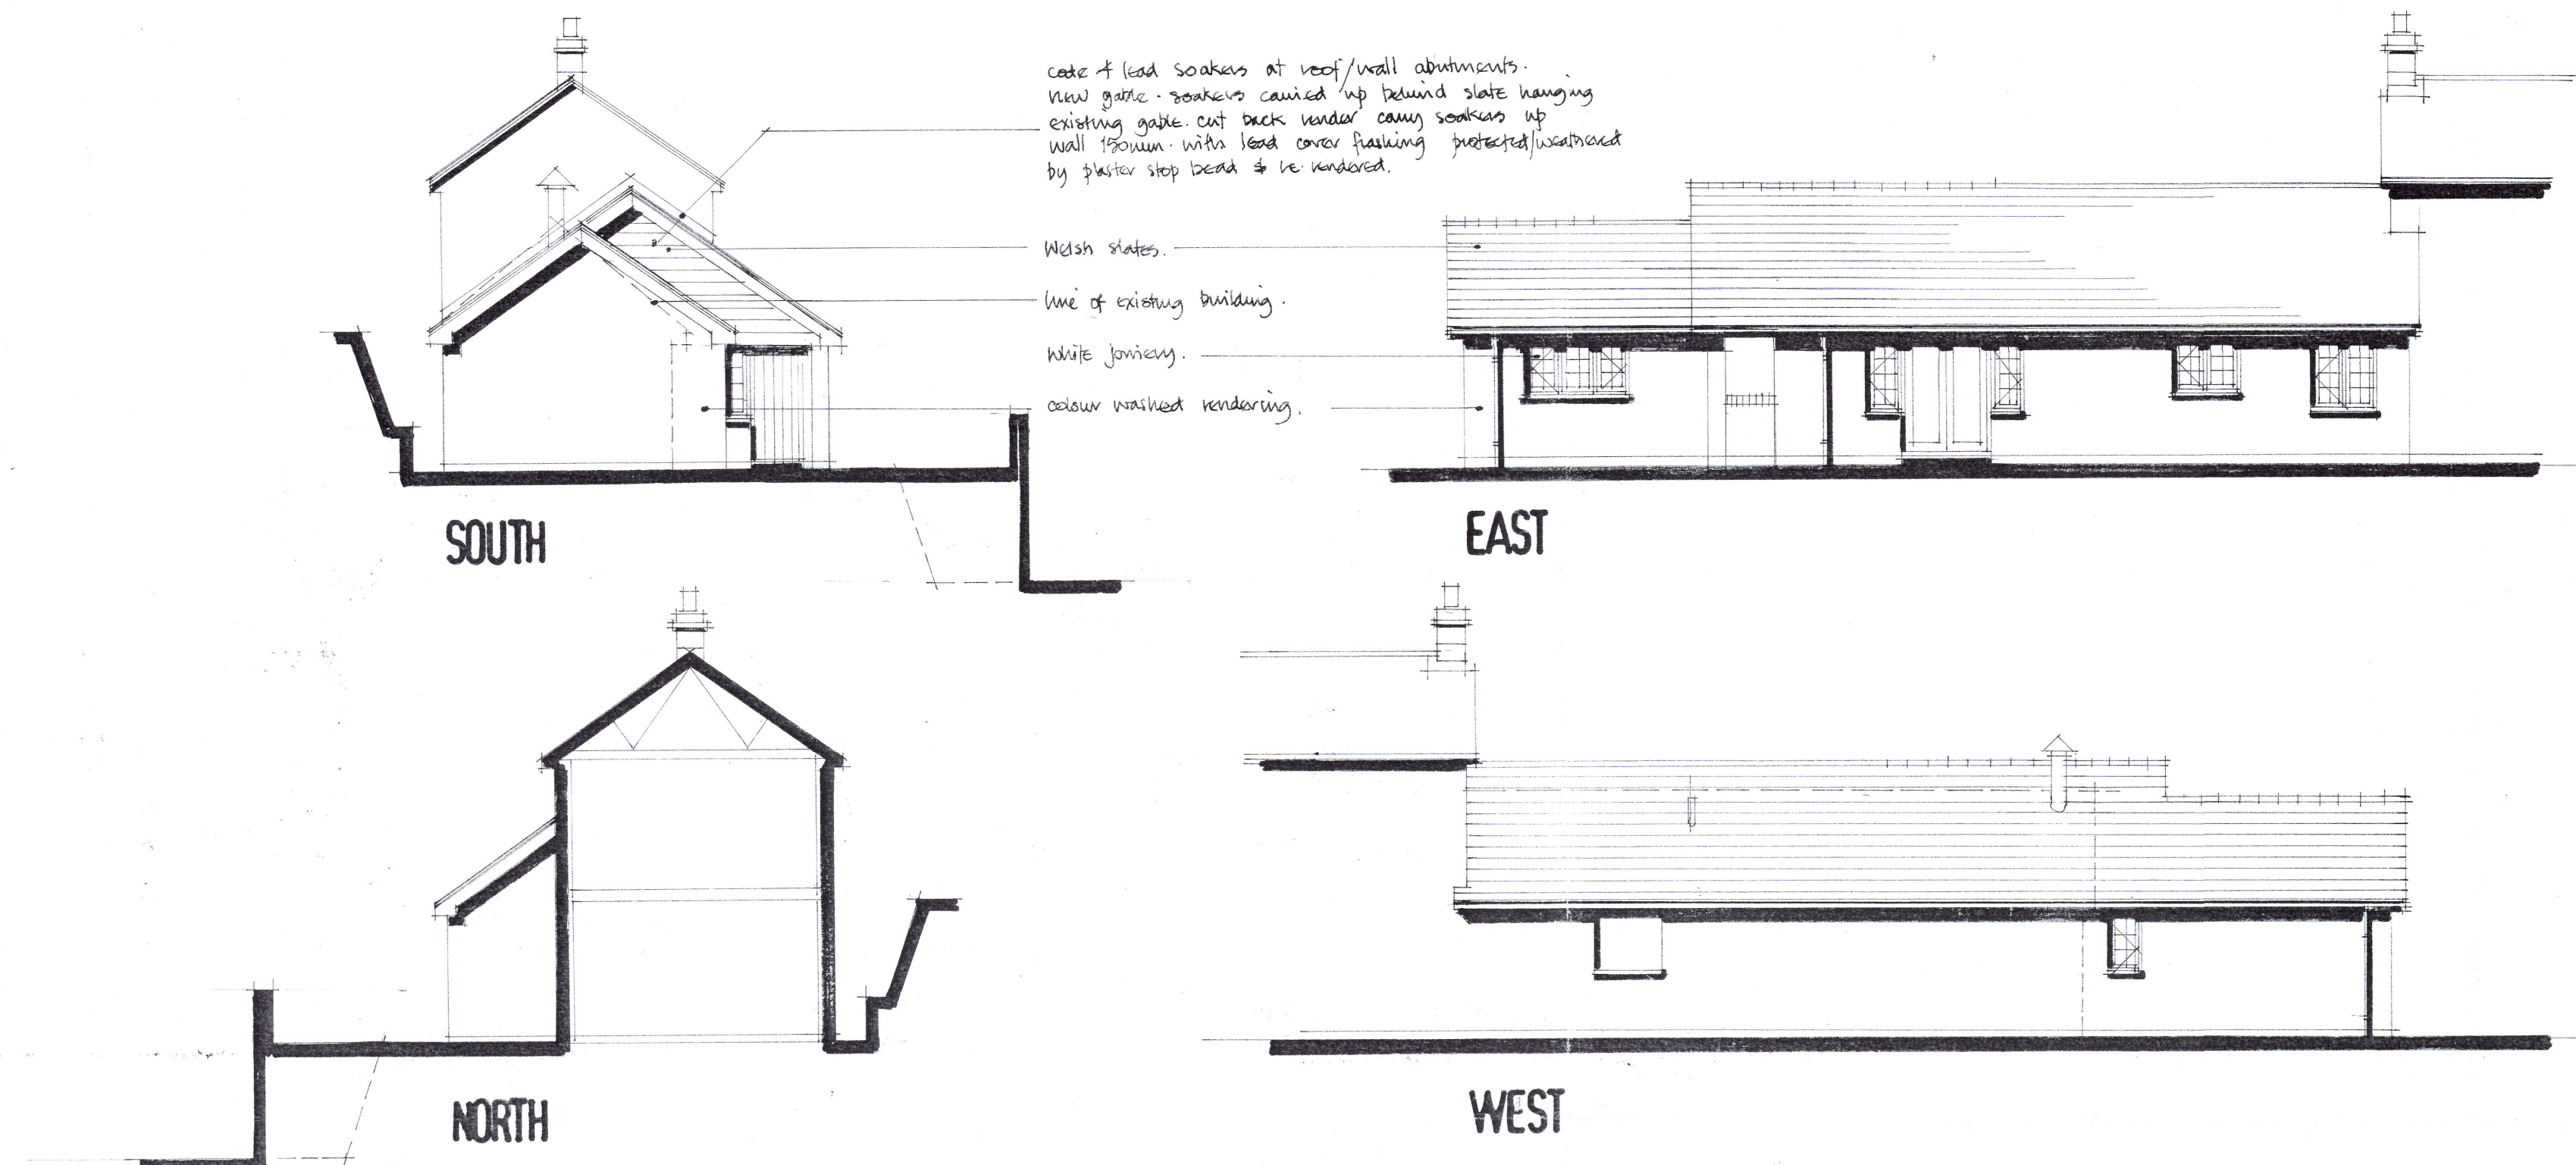 code 4 lead soakers at roof/wall abutments.
new gable. soakers carried up behind slate hanging
existing gable. cut back render carry soakers up
wall 150mm. with lead cover flashing protected/weathered
by plaster stop bead & re-rendered.
Welsh slates.
line of existing building.
white joinery.
colour washed rendering.
SOUTH
EAST
NORTH
WEST